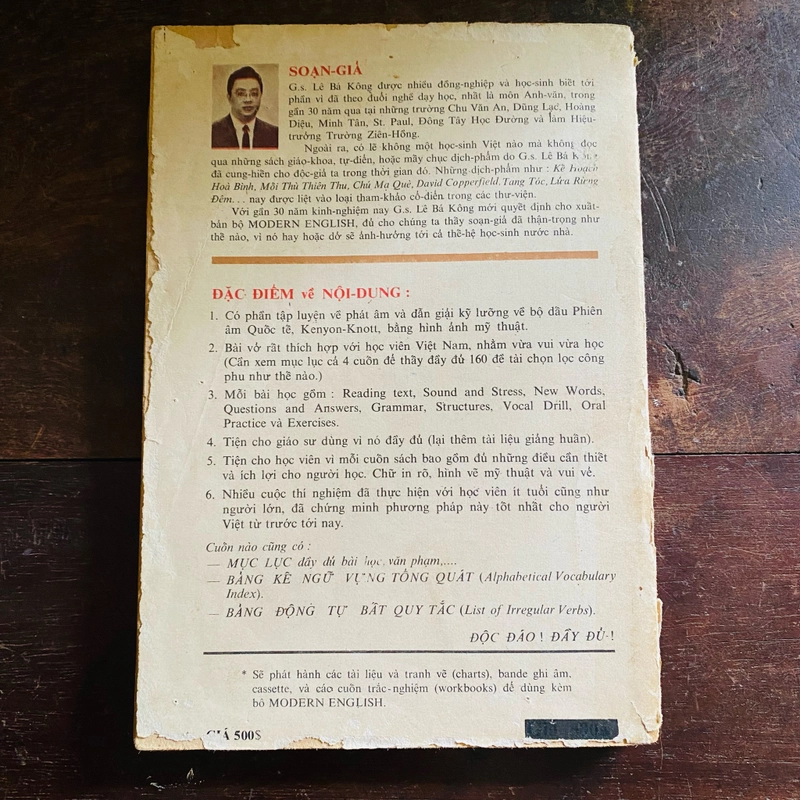 SOẠN-GIẢ
G.s. Lê Bá Kông được nhiều đồng-nghiệp và học-sinh biết tới
phần vì đã theo đuổi nghề dạy học, nhất là môn Anh-văn, trong
gần 30 năm qua tại những trường Chu Văn An, Dũng Lạc, Hoàng
Diệu, Minh Tân, St. Paul, Đông Tây Học Đường và làm Hiệu-
trưởng Trường Ziên-Hồng.
Ngoài ra, có lẽ không một học-sinh Việt nào mà không đọc
qua những sách giáo-khoa, tự-điển, hoặc mấy chục dịch-phẩm do G.s. Lê Bá Kông
đã cung-hiến cho độc-giả ta trong thời gian đó. Những dịch-phẩm như : Kế Hoạch
Hoà Bình, Mối Thù Thiên Thu, Chú Mạ Què, David Copperfield, Tang Tóc, Lửa Rừng
Đêm... nay được liệt vào loại tham-khảo cổ-điển trong các thư-viện.
Với gần 30 năm kinh-nghiệm nay G.s. Lê Bá Kông mới quyết định cho xuất-
bản bộ MODERN ENGLISH, đủ cho chúng ta thấy soạn-giả đã thận-trọng như
thế nào, vì nó hay hoặc dở sẽ ảnh-hưởng tới cả thế-hệ học-sinh nước nhà.
ĐẶC ĐIỂM về NỘI-DUNG :
1. Có phần tập luyện về phát âm và dẫn giải kỹ lưỡng về bộ dấu Phiên
âm Quốc tế, Kenyon-Knott, bằng hình ảnh mỹ thuật.
2. Bài vở rất thích hợp với học viên Việt Nam, nhằm vừa vui vừa học
(Cần xem mục lục cả 4 cuốn để thấy đầy đủ 160 đề tài chọn lọc công
phu như thế nào.)
3. Mỗi bài học gồm : Reading text, Sound and Stress, New Words,
Questions and Answers, Grammar, Structures, Vocal Drill, Oral
Practice và Exercises.
4. Tiện cho giáo sư dùng vì nó đầy đủ (lại thêm tài liệu giảng huấn).
5. Tiện cho học viên vì mỗi cuốn sách bao gồm đủ những điều cần thiết
và ích lợi cho người học. Chữ in rõ, hình vẽ mỹ thuật và vui vẻ.
6. Nhiều cuộc thí nghiệm đã thực hiện với học viên ít tuổi cũng như
người lớn, đã chứng minh phương pháp này tốt nhất cho người
Việt từ trước tới nay.
Cuốn nào cũng có :
— MỤC LỤC đầy đủ bài học, văn phạm,....
— BẢNG KÊ NGỮ VỰNG TỔNG QUÁT (Alphabetical Vocabulary
Index).
— BẢNG ĐỘNG TỰ BẤT QUY TẮC (List of Irregular Verbs).
ĐỘC ĐÁO ! ĐẦY ĐỦ !
* Sẽ phát hành các tài liệu và tranh vẽ (charts), bande ghi âm.
cassette, và các cuốn trắc-nghiệm (workbooks) để dùng kèm
bộ MODERN ENGLISH.
GIÁ 500$